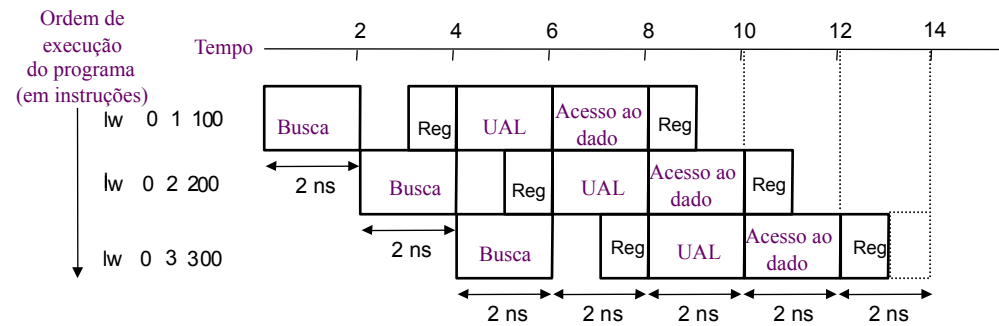 Ordem de
execução
do programa
(em instruções)
Tempo
2 4 6 8 10 12 14
lw 0 1 100
Busca Reg UAL Acesso ao dado Reg
2 ns
lw 0 2 200
Busca Reg UAL Acesso ao dado Reg
2 ns
lw 0 3 300
Busca Reg UAL Acesso ao dado Reg
2 ns 2 ns 2 ns 2 ns 2 ns